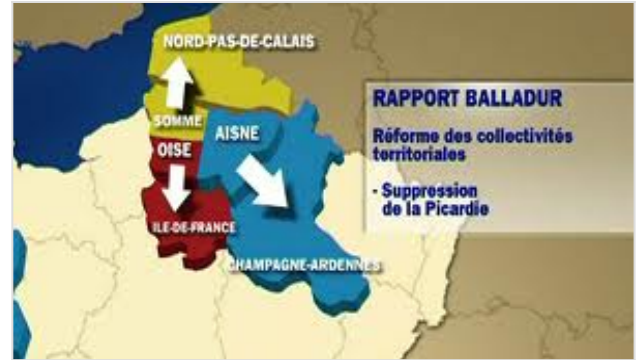 NORD-PAS-DE-CALAIS
SOMME
OISE
AISNE
ILE-DE-FRANCE
CHAMPAGNE-ARDENNES
RAPPORT BALLADUR
Réforme des collectivités
territoriales
- Suppression
de la Picardie